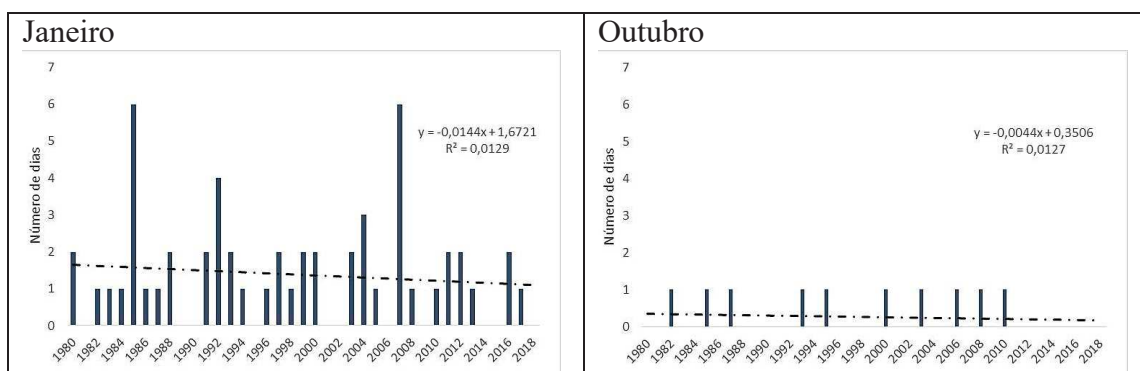 Janeiro
7
6
5
4
3
2
1
0
Número de dias
y = -0,0144x + 1,6721
R² = 0,0129
1980 1982 1984 1986 1988 1990 1992 1994 1996 1998 2000 2002 2004 2006 2008 2010 2012 2014 2016 2018
Outubro
7
6
5
4
3
2
1
0
Número de dias
y = -0,0044x + 0,3506
R² = 0,0127
1980 1982 1984 1986 1988 1990 1992 1994 1996 1998 2000 2002 2004 2006 2008 2010 2012 2014 2016 2018